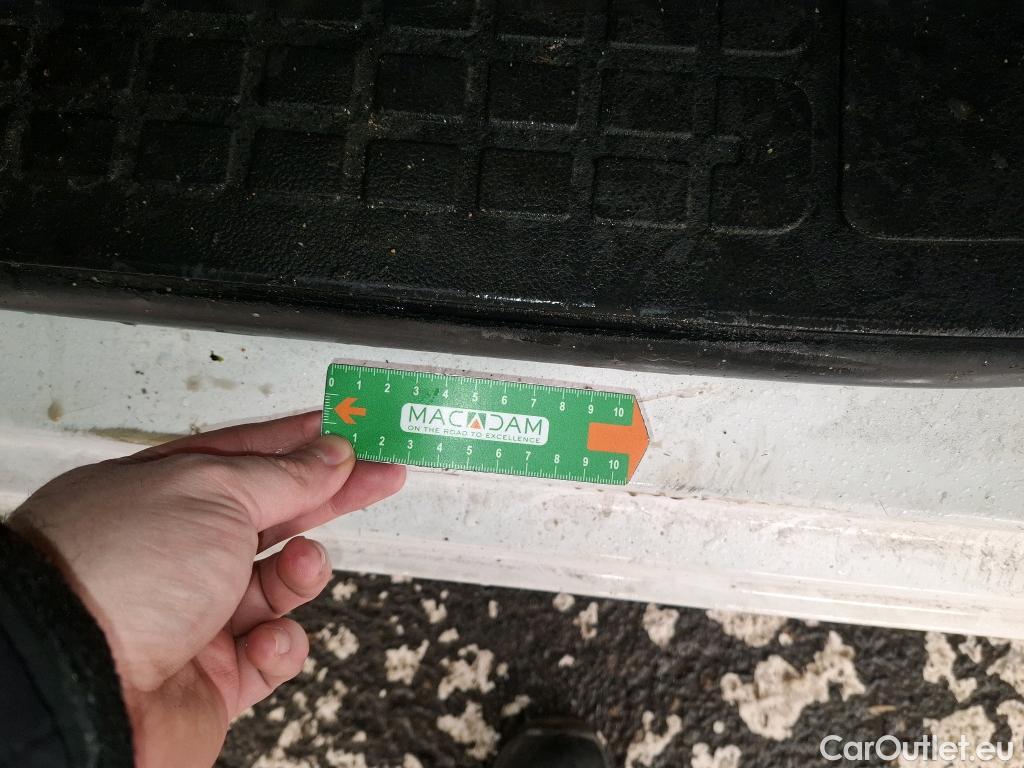 0 1 2 3 4 5 6 7 8 9 10
MACADAM
ON THE ROAD TO EXCELLENCE
0 1 2 3 4 5 6 7 8 9 10
CarOutlet.eu